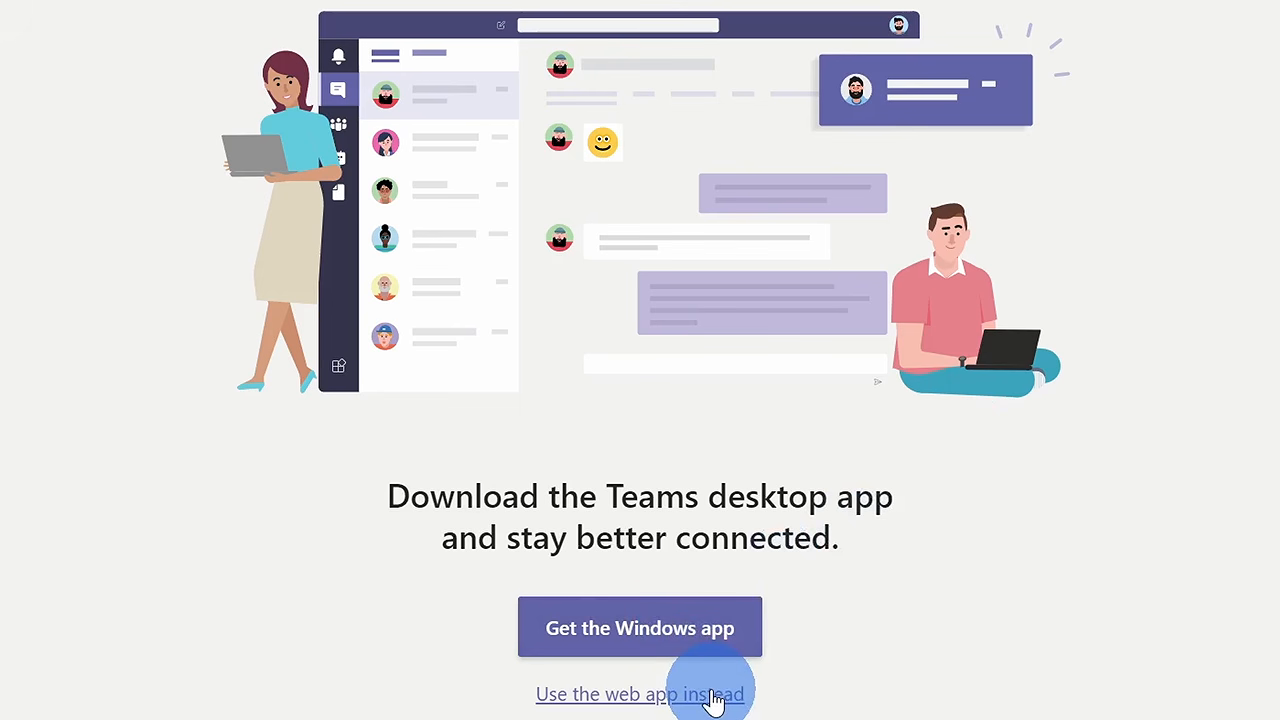 Download the Teams desktop app
and stay better connected.
Get the Windows app
Use the web app instead